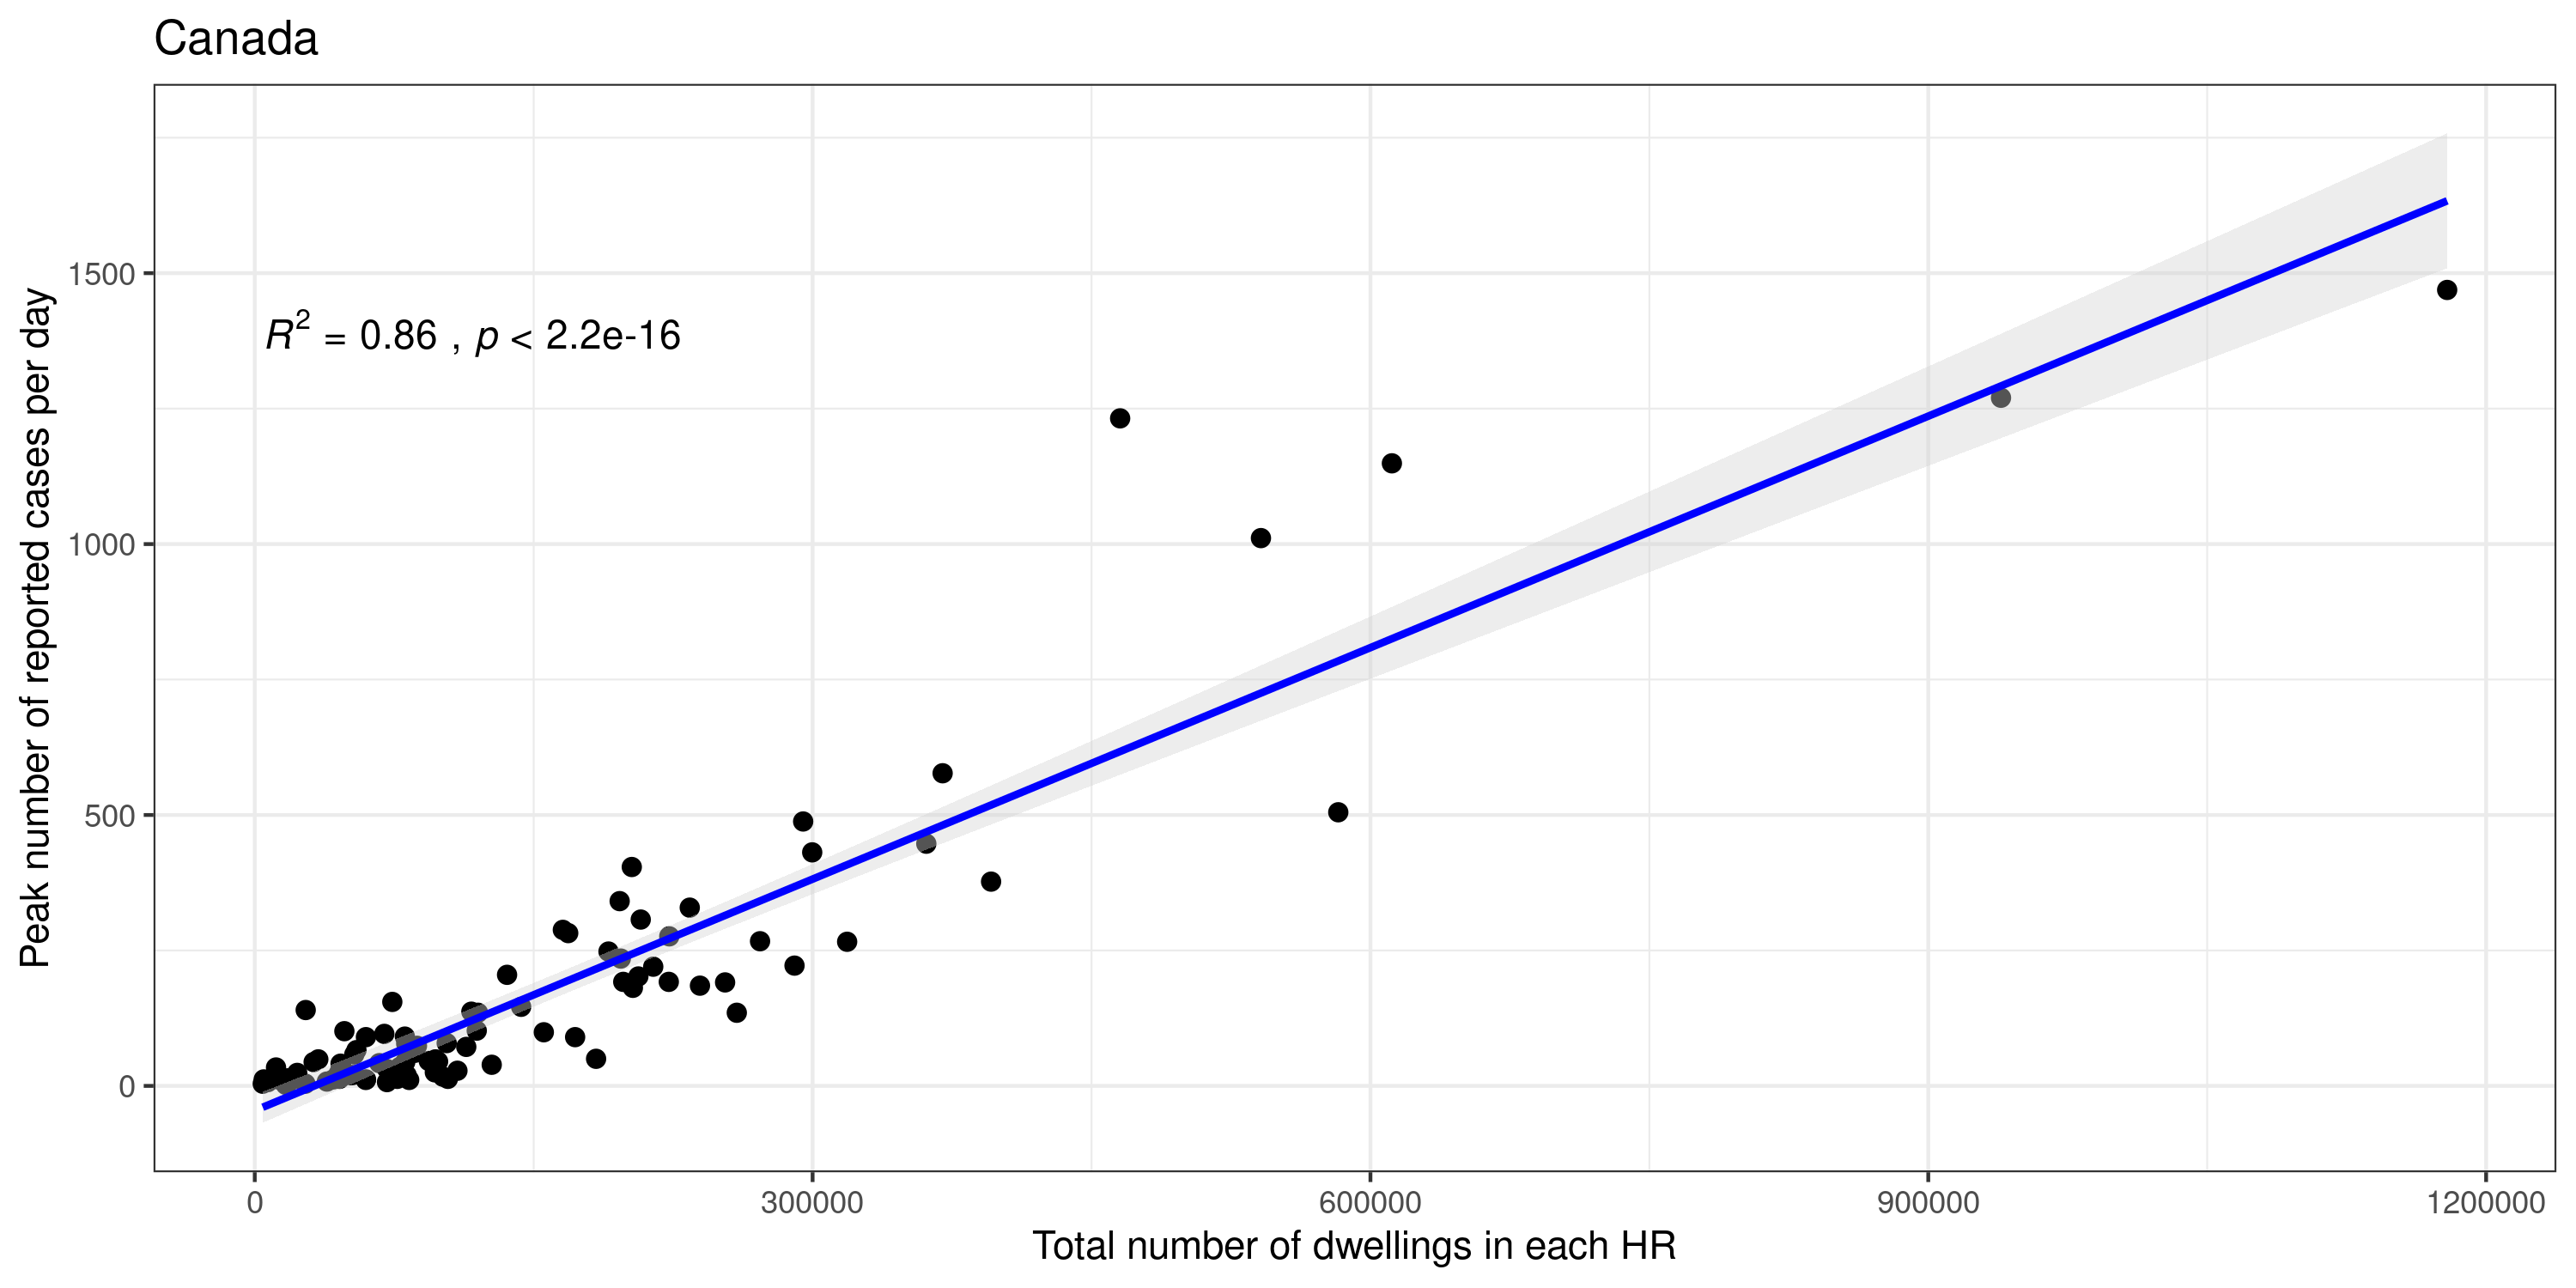 Canada
Peak number of reported cases per day
1500
1000
500
0
R² = 0.86 , p < 2.2e-16
0 300000 600000 900000 1200000
Total number of dwellings in each HR